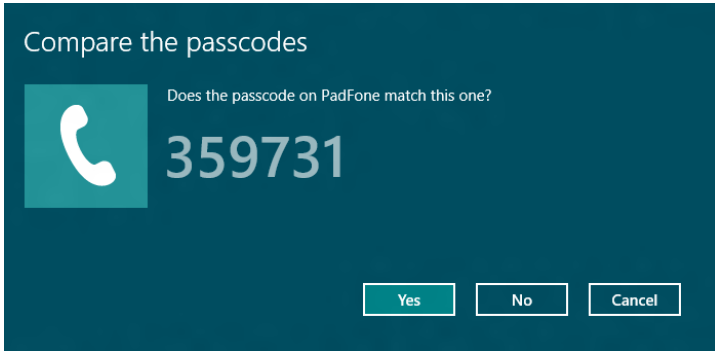 Compare the passcodes
Does the passcode on PadFone match this one?
359731
Yes No Cancel